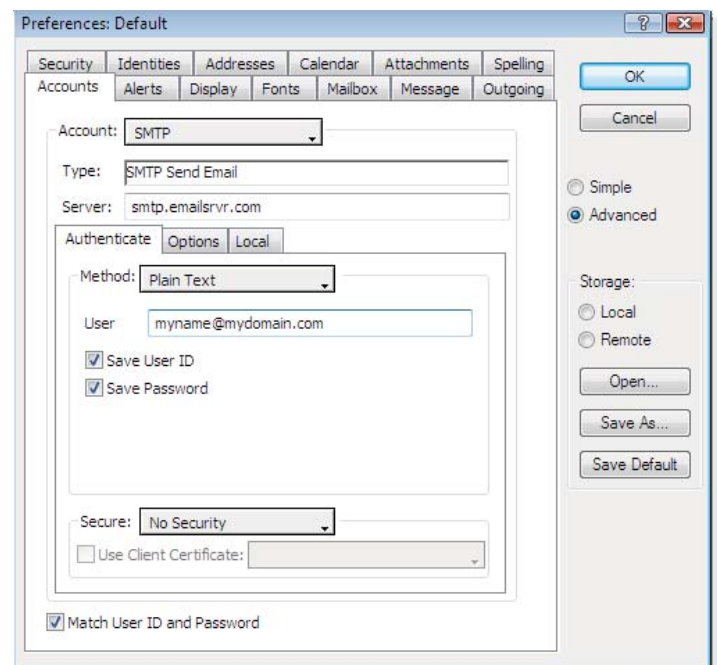 Preferences: Default
Security Identities Addresses Calendar Attachments Spelling
Accounts Alerts Display Fonts Mailbox Message Outgoing
Account: SMTP
Type: SMTP Send Email
Server: smtp.emailsrvr.com
Authenticate Options Local
Method: Plain Text
User myname@mydomain.com
Save User ID
Save Password
Secure: No Security
Use Client Certificate:
Match User ID and Password
OK
Cancel
Simple
Advanced
Storage:
Local
Remote
Open...
Save As...
Save Default